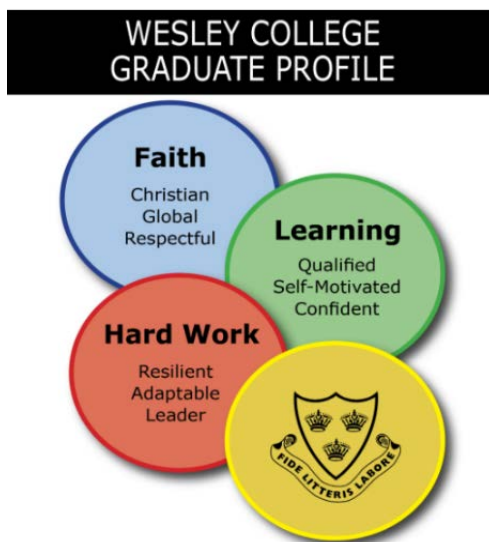 WESLEY COLLEGE
GRADUATE PROFILE
Faith
Christian
Global
Respectful
Learning
Qualified
Self-Motivated
Confident
Hard Work
Resilient
Adaptable
Leader
FIDE LITTERIS LABORE